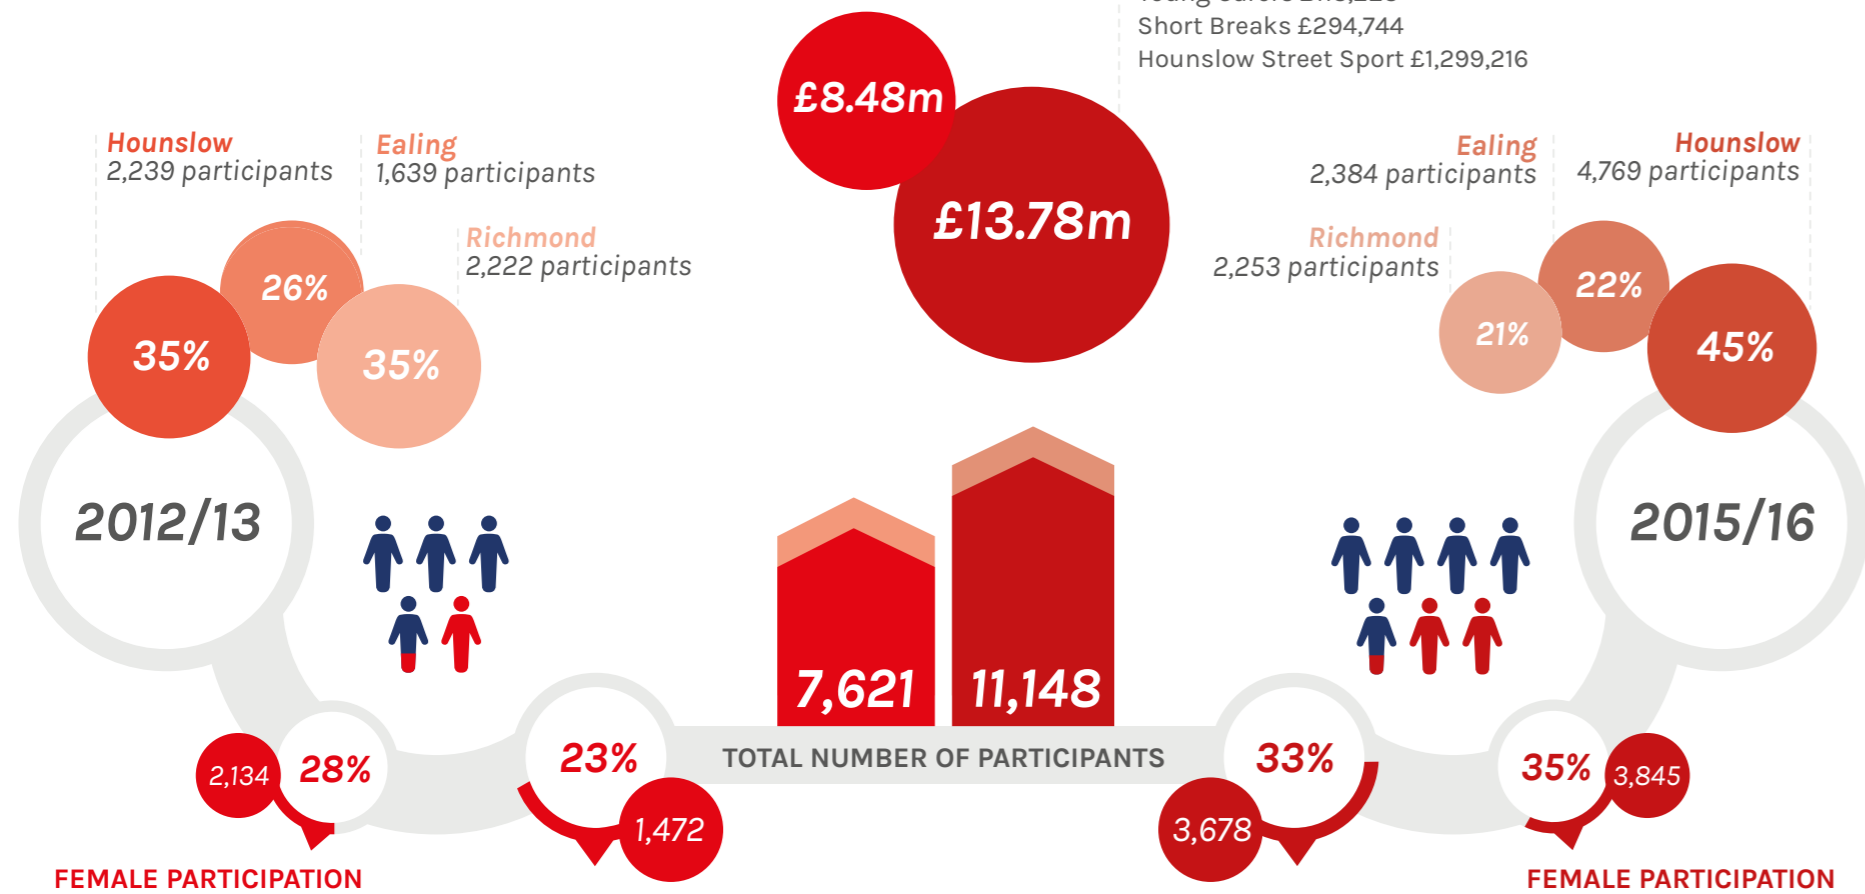 Short Breaks £294,744
Hounslow Street Sport £1,299,216
£8.48m
£13.78m
Hounslow
2,239 participants
Ealing
1,639 participants
Richmond
2,222 participants
35%
26%
35%
2012/13
Ealing
2,384 participants
Hounslow
4,769 participants
Richmond
2,253 participants
21%
22%
45%
2015/16
7,621
11,148
TOTAL NUMBER OF PARTICIPANTS
2,134
28%
23%
1,472
33%
3,678
35%
3,845
FEMALE PARTICIPATION
FEMALE PARTICIPATION